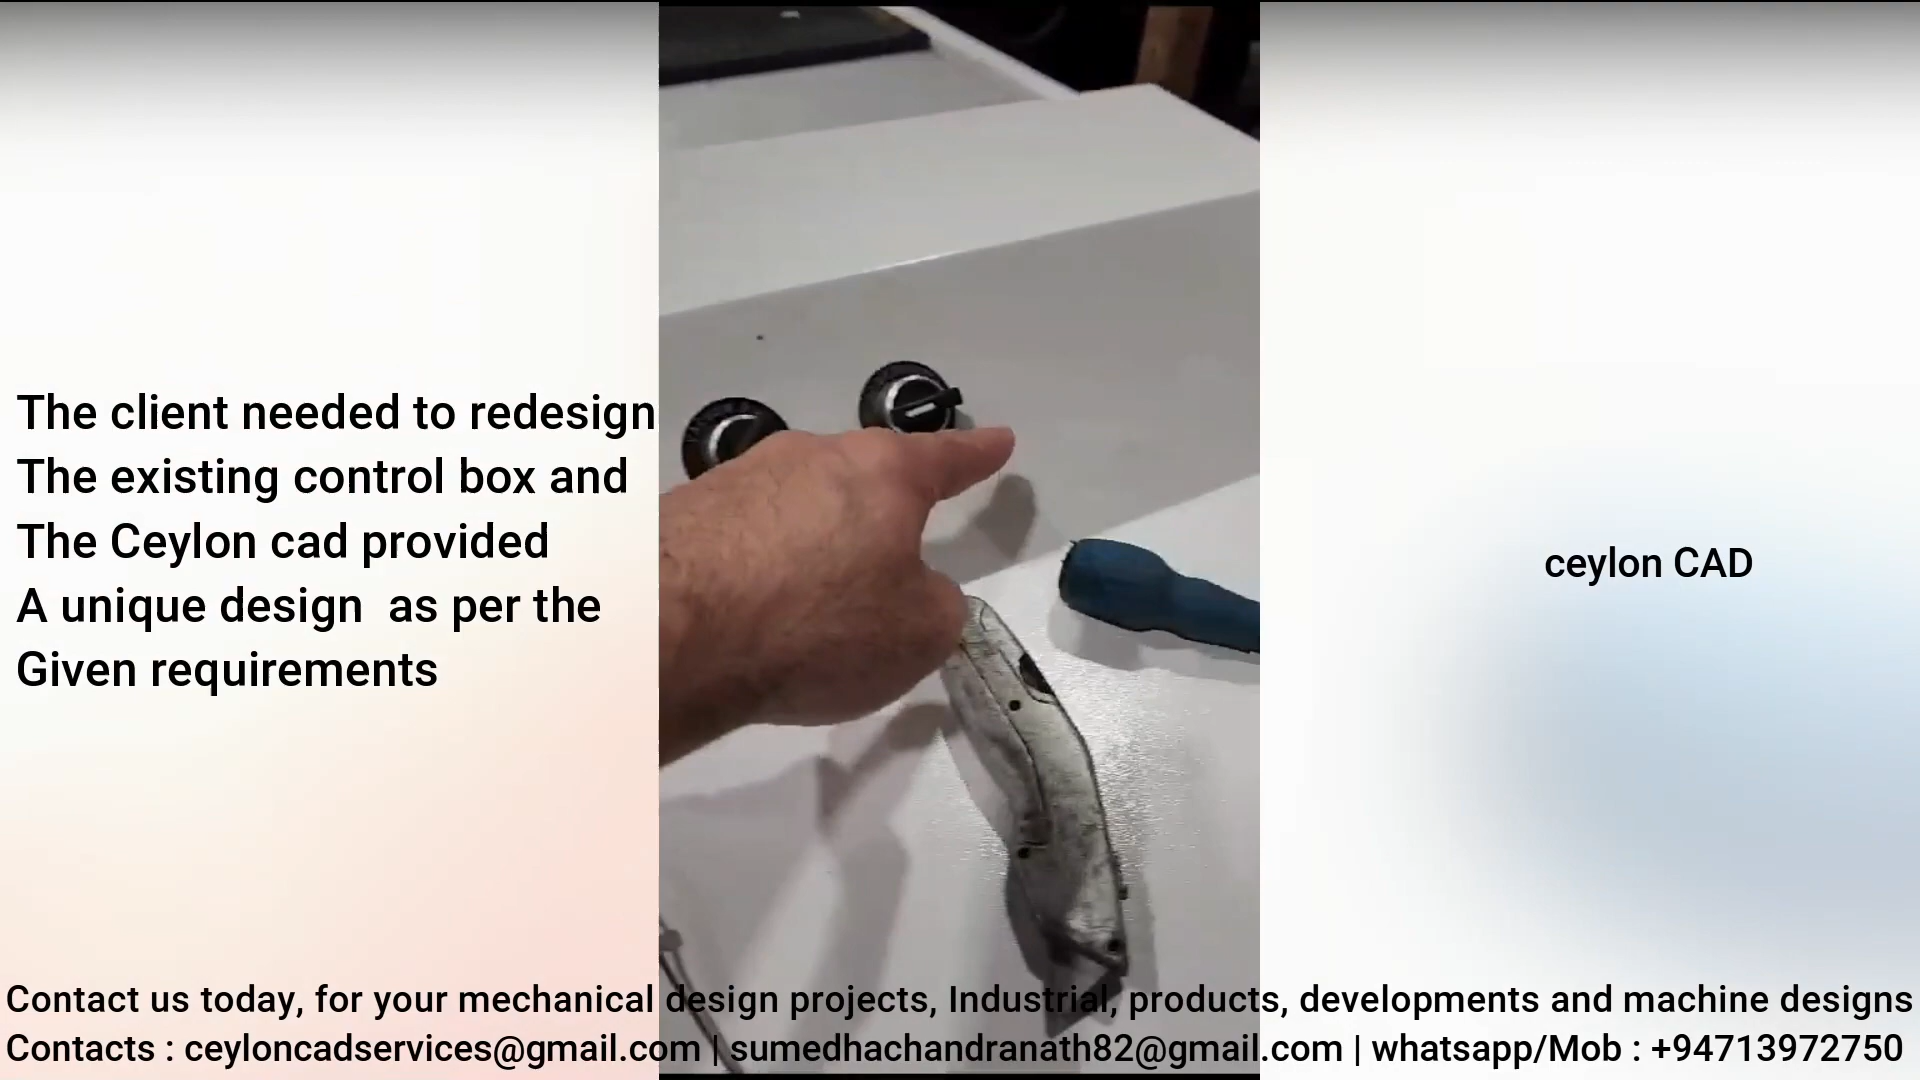 The client needed to redesign
The existing control box and
The Ceylon cad provided
A unique design  as per the
Given requirements
ceylon CAD
Contact us today, for your mechanical design projects, Industrial, products, developments and machine designs
Contacts : ceyloncadservices@gmail.com | sumedhachandranath82@gmail.com | whatsapp/Mob : +94713972750